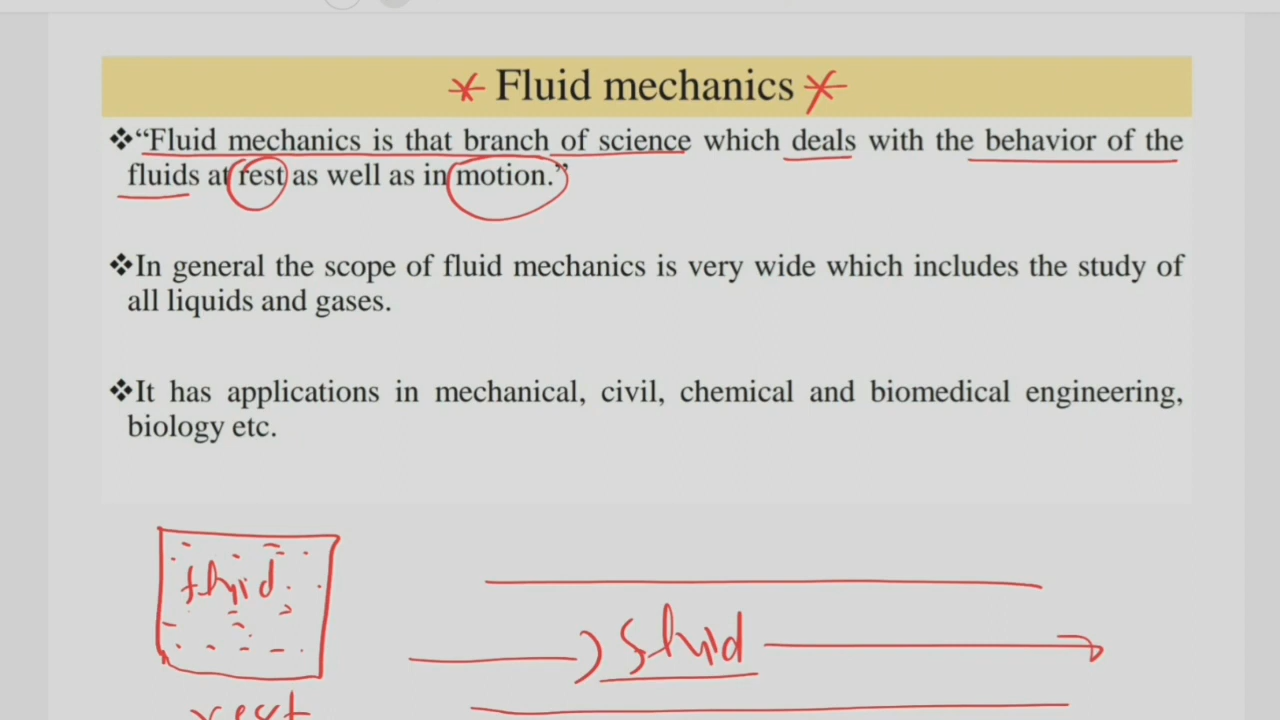 Fluid mechanics
❖“Fluid mechanics is that branch of science which deals with the behavior of the
fluids at rest as well as in motion.”
❖In general the scope of fluid mechanics is very wide which includes the study of
all liquids and gases.
❖It has applications in mechanical, civil, chemical and biomedical engineering,
biology etc.
fluid
fluid
rest